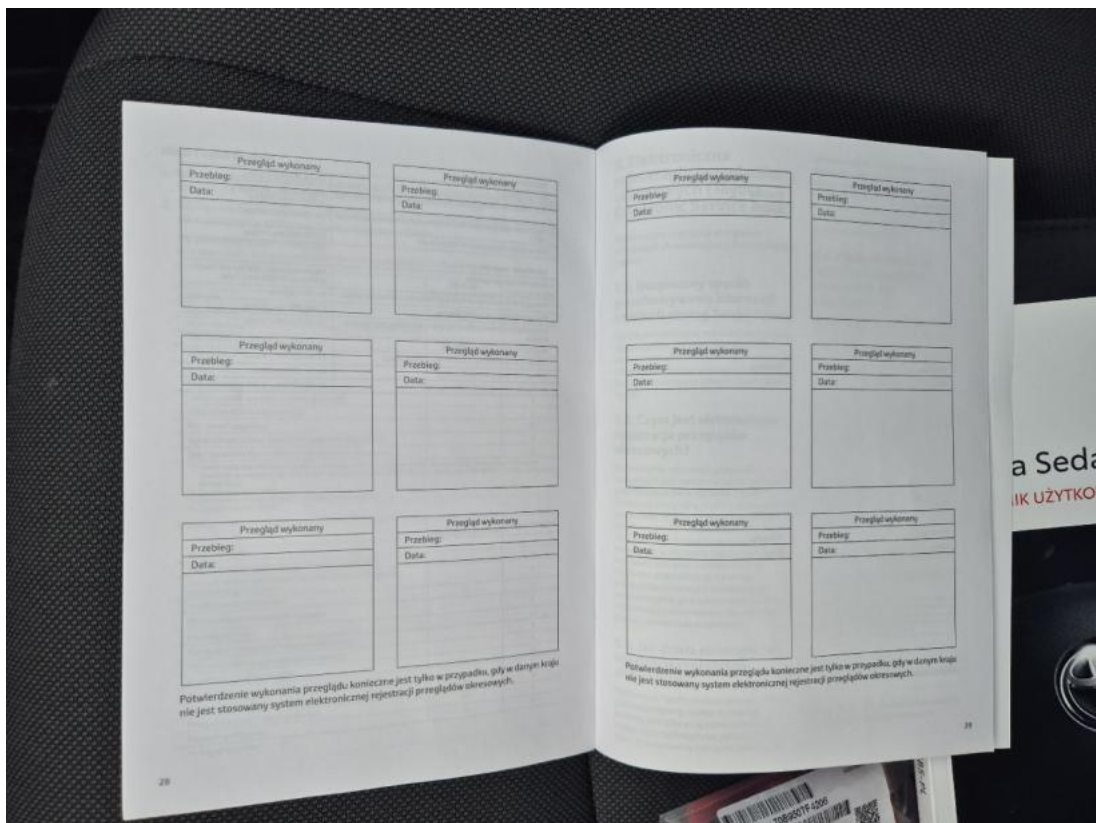 Przegląd wykonany
Przebieg:
Data:
Przegląd wykonany
Przebieg:
Data:
Przegląd wykonany
Przebieg:
Data:
Przegląd wykonany
Przebieg:
Data:
Przegląd wykonany
Przebieg:
Data:
Przegląd wykonany
Przebieg:
Data:
Potwierdzenie wykonania przeglądu konieczne jest tylko w przypadku, gdy w danym kraju
nie jest stosowany system elektronicznej rejestracji przeglądów okresowych.
28
Przegląd wykonany
Przebieg:
Data:
Przegląd wykonany
Przebieg:
Data:
Przegląd wykonany
Przebieg:
Data:
Przegląd wykonany
Przebieg:
Data:
Przegląd wykonany
Przebieg:
Data:
Przegląd wykonany
Przebieg:
Data:
Potwierdzenie wykonania przeglądu konieczne jest tylko w przypadku, gdy w danym kraju
nie jest stosowany system elektronicznej rejestracji przeglądów okresowych.
29
a Seda
IK UŻYTKO